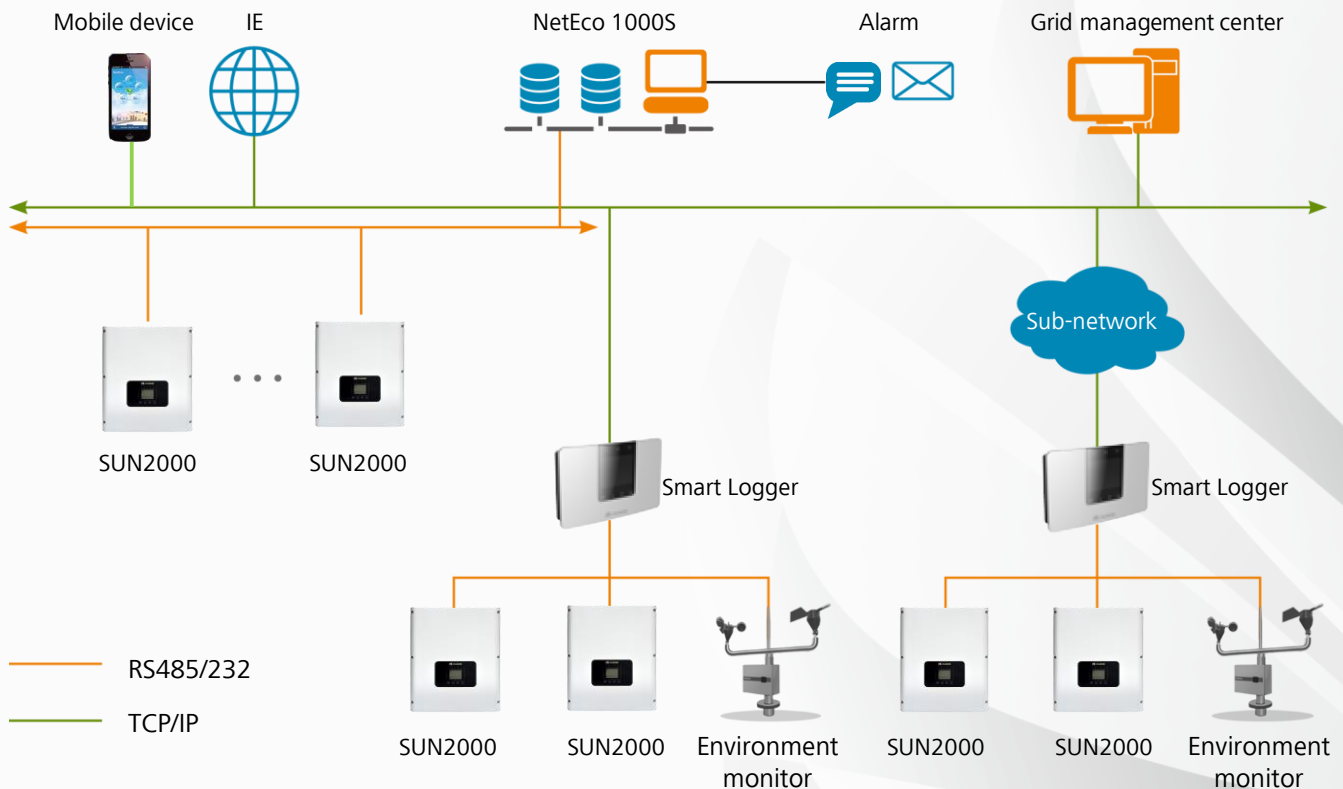 Mobile device
IE
NetEco 1000S
Alarm
Grid management center
Sub-network
SUN2000
SUN2000
Smart Logger
Smart Logger
RS485/232
TCP/IP
SUN2000
SUN2000
Environment
monitor
SUN2000
SUN2000
Environment
monitor